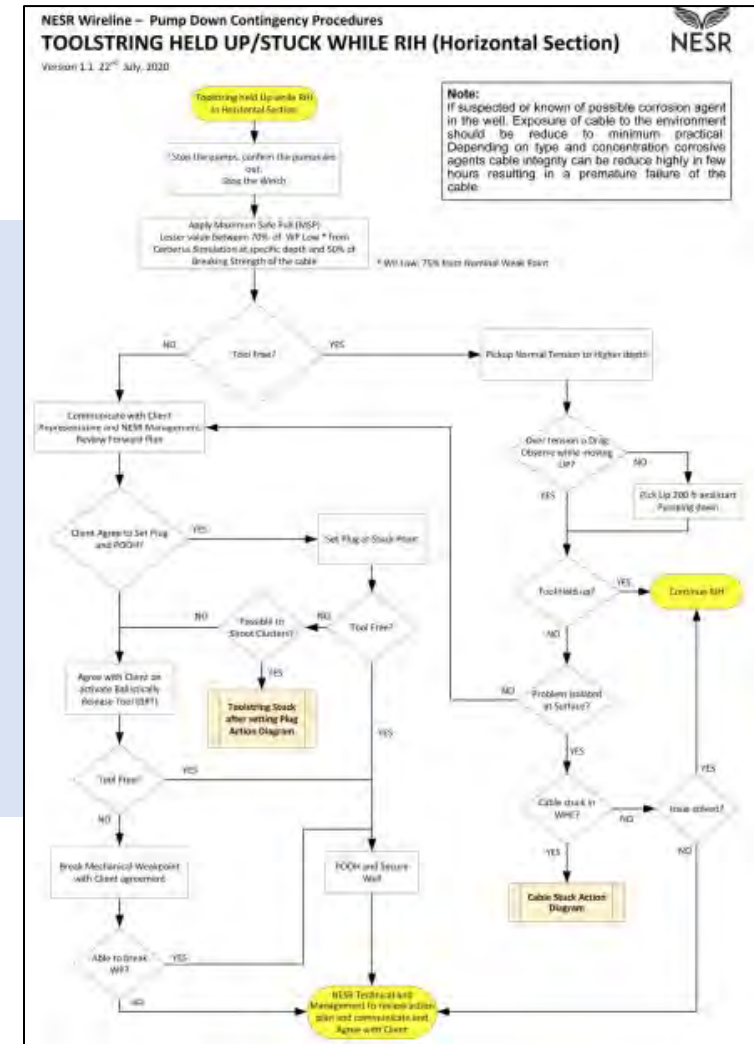 NESR Wireline – Pump Down Contingency Procedures
TOOLSTRING HELD UP/STUCK WHILE RIH (Horizontal Section)
NESR
Version 1.1 22nd July, 2020
Toolstring held Up while RIH
in Horizontal Section
Note:
If suspected or known of possible corrosion agent
in the well. Exposure of cable to the environment
should be reduce to minimum practical.
Depending on type and concentration corrosive
agents cable integrity can be reduce highly in few
hours resulting in a premature failure of the
cable
Stop the pumps, confirm the pumps are
out.
Stop the Winch
Apply Maximum Safe Pull (MSP)
Lesser value between 70% of WP Low * from
Cerberus Simulation at specific depth and 50% of
Breaking Strength of the cable
* WP Low: 75% from Nominal Weak Point
NO
Tool Free?
YES
Pickup Normal Tension to Higher depth
Communicate with Client
Representative and NESR Management.
Review Forward Plan
Over tension o Drag
Observe while moving
UP?
NO
YES
Pick Up 200 ft and start
Pumping down
Client Agree to Set Plug
and POOH?
YES
Set Plug at Stuck Point
Tool Held up?
YES
Continue RIH
NO
Possible to
Shoot Clusters?
NO
Tool Free?
NO
YES
Agree with Client on
activate Ballistically
Release Tool (BRT)
Toolstring Stuck
after setting Plug
Action Diagram
NO
Problem Isolated
at Surface?
YES
YES
YES
Tool Free?
YES
Cable stuck in
WHE?
NO
Issue solved?
NO
Break Mechanical Weakpoint
with Client agreement
POOH and Secure
Well
YES
NO
Cable Stuck Action
Diagram
Able to break
WP?
YES
NO
NESR Technical and
Management to review action
plan and communicate and
Agree with Client